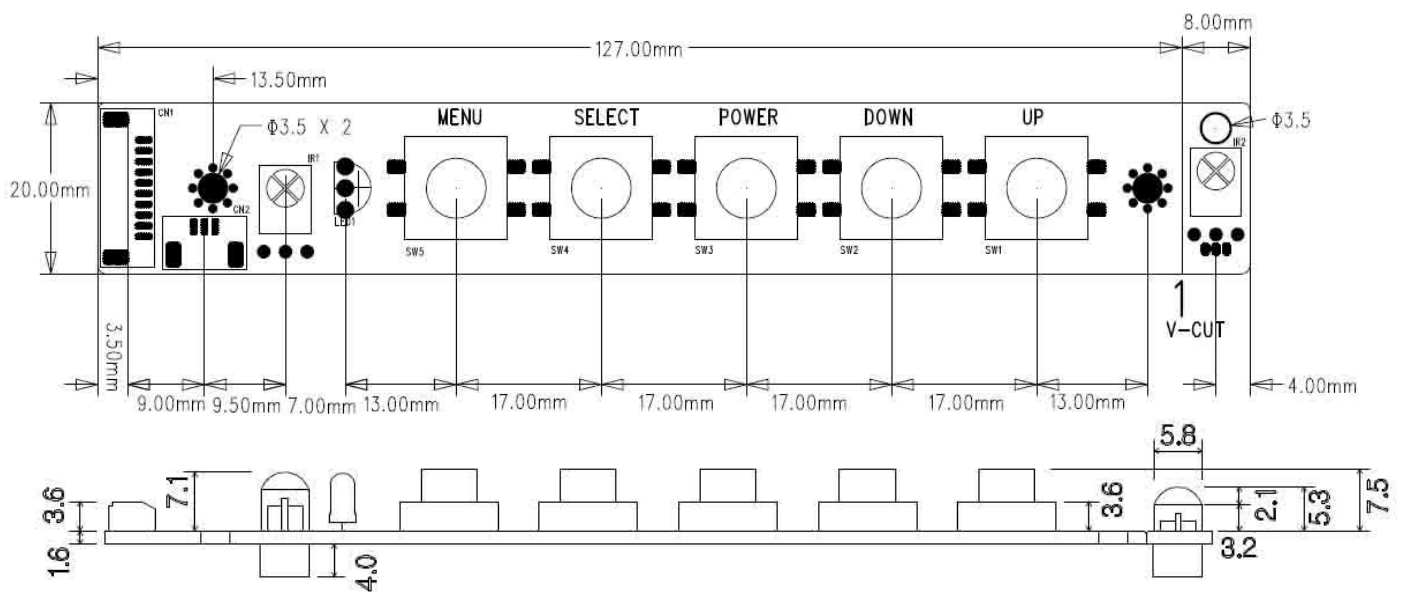 8.00mm
127.00mm
13.50mm
CN1
MENU
SELECT
POWER
DOWN
UP
Φ3.5 X 2
Φ3.5
IR1
IR2
20.00mm
CN2
LED1
SW5
SW4
SW3
SW2
SW1
1
V-CUT
3.50mm
9.00mm
9.50mm
7.00mm
13.00mm
17.00mm
17.00mm
17.00mm
17.00mm
13.00mm
4.00mm
5.8
3.6
7.1
3.6
2.1
5.3
7.5
1.6
4.0
3.2